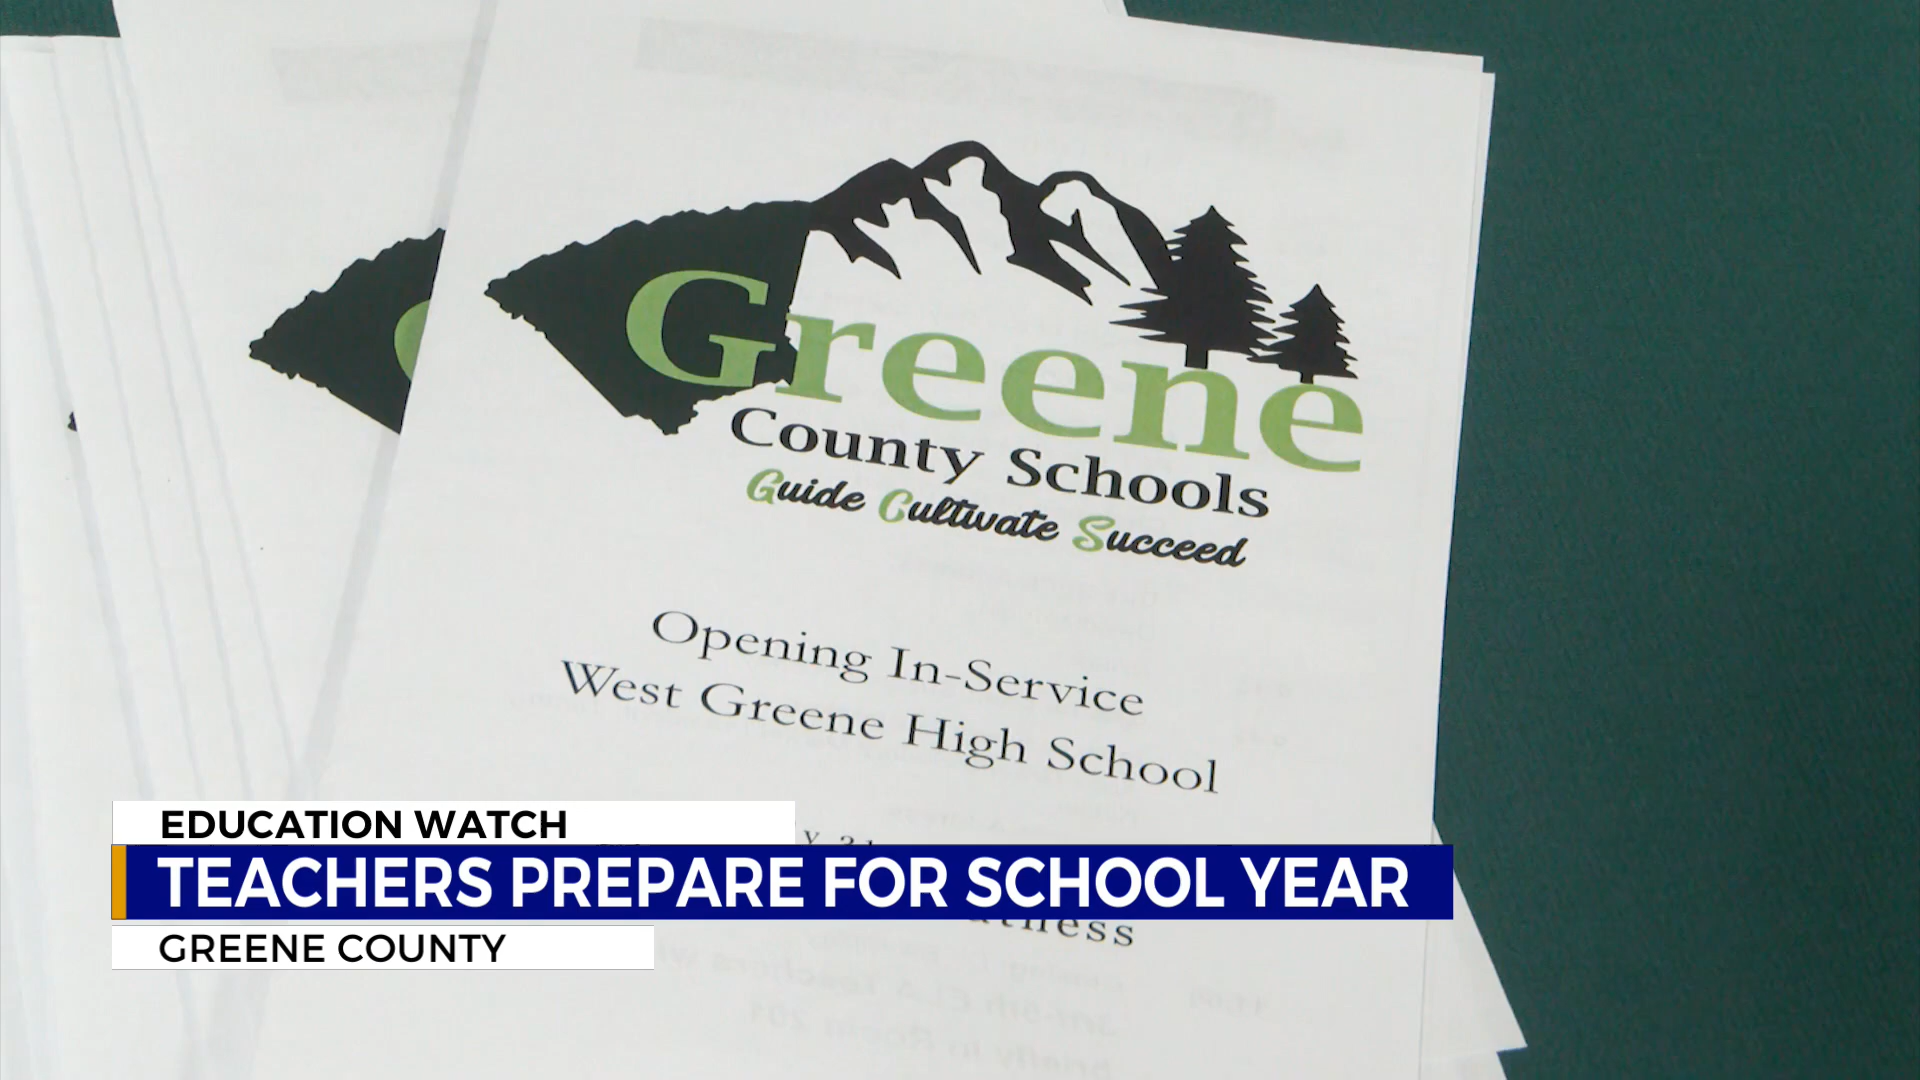 Greene
County Schools
Guide Cultivate Succeed
Opening In-Service
West Greene High School
EDUCATION WATCH
TEACHERS PREPARE FOR SCHOOL YEAR
GREENE COUNTY